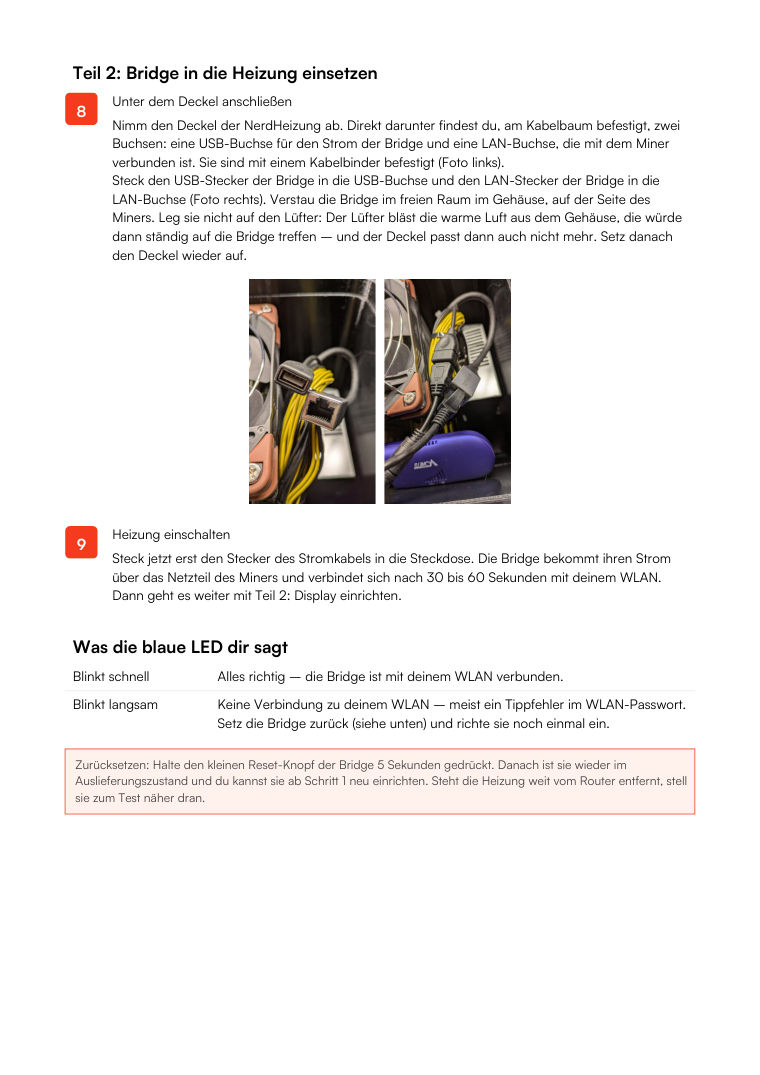 Teil 2: Bridge in die Heizung einsetzen
8
Unter dem Deckel anschließen
Nimm den Deckel der NerdHeizung ab. Direkt darunter findest du, am Kabelbaum befestigt, zwei
Buchsen: eine USB-Buchse für den Strom der Bridge und eine LAN-Buchse, die mit dem Miner
verbunden ist. Sie sind mit einem Kabelbinder befestigt (Foto links).
Steck den USB-Stecker der Bridge in die USB-Buchse und den LAN-Stecker der Bridge in die
LAN-Buchse (Foto rechts). Verstau die Bridge im freien Raum im Gehäuse, auf der Seite des
Miners. Leg sie nicht auf den Lüfter: Der Lüfter bläst die warme Luft aus dem Gehäuse, die würde
dann ständig auf die Bridge treffen — und der Deckel passt dann auch nicht mehr. Setz danach
den Deckel wieder auf.
9
Heizung einschalten
Steck jetzt erst den Stecker des Stromkabels in die Steckdose. Die Bridge bekommt ihren Strom
über das Netzteil des Miners und verbindet sich nach 30 bis 60 Sekunden mit deinem WLAN.
Dann geht es weiter mit Teil 2: Display einrichten.
Was die blaue LED dir sagt
Blinkt schnell Alles richtig — die Bridge ist mit deinem WLAN verbunden.
Blinkt langsam Keine Verbindung zu deinem WLAN — meist ein Tippfehler im WLAN-Passwort.
Setz die Bridge zurück (siehe unten) und richte sie noch einmal ein.
Zurücksetzen: Halte den kleinen Reset-Knopf der Bridge 5 Sekunden gedrückt. Danach ist sie wieder im
Auslieferungszustand und du kannst sie ab Schritt 1 neu einrichten. Steht die Heizung weit vom Router entfernt, stell
sie zum Test näher dran.